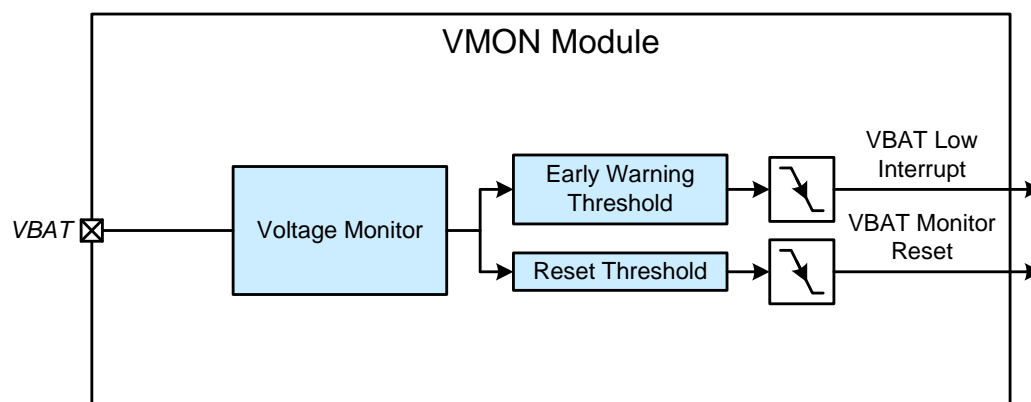 VMON Module
VBAT
Voltage Monitor
Early Warning
Threshold
Reset Threshold
VBAT Low
Interrupt
VBAT Monitor
Reset